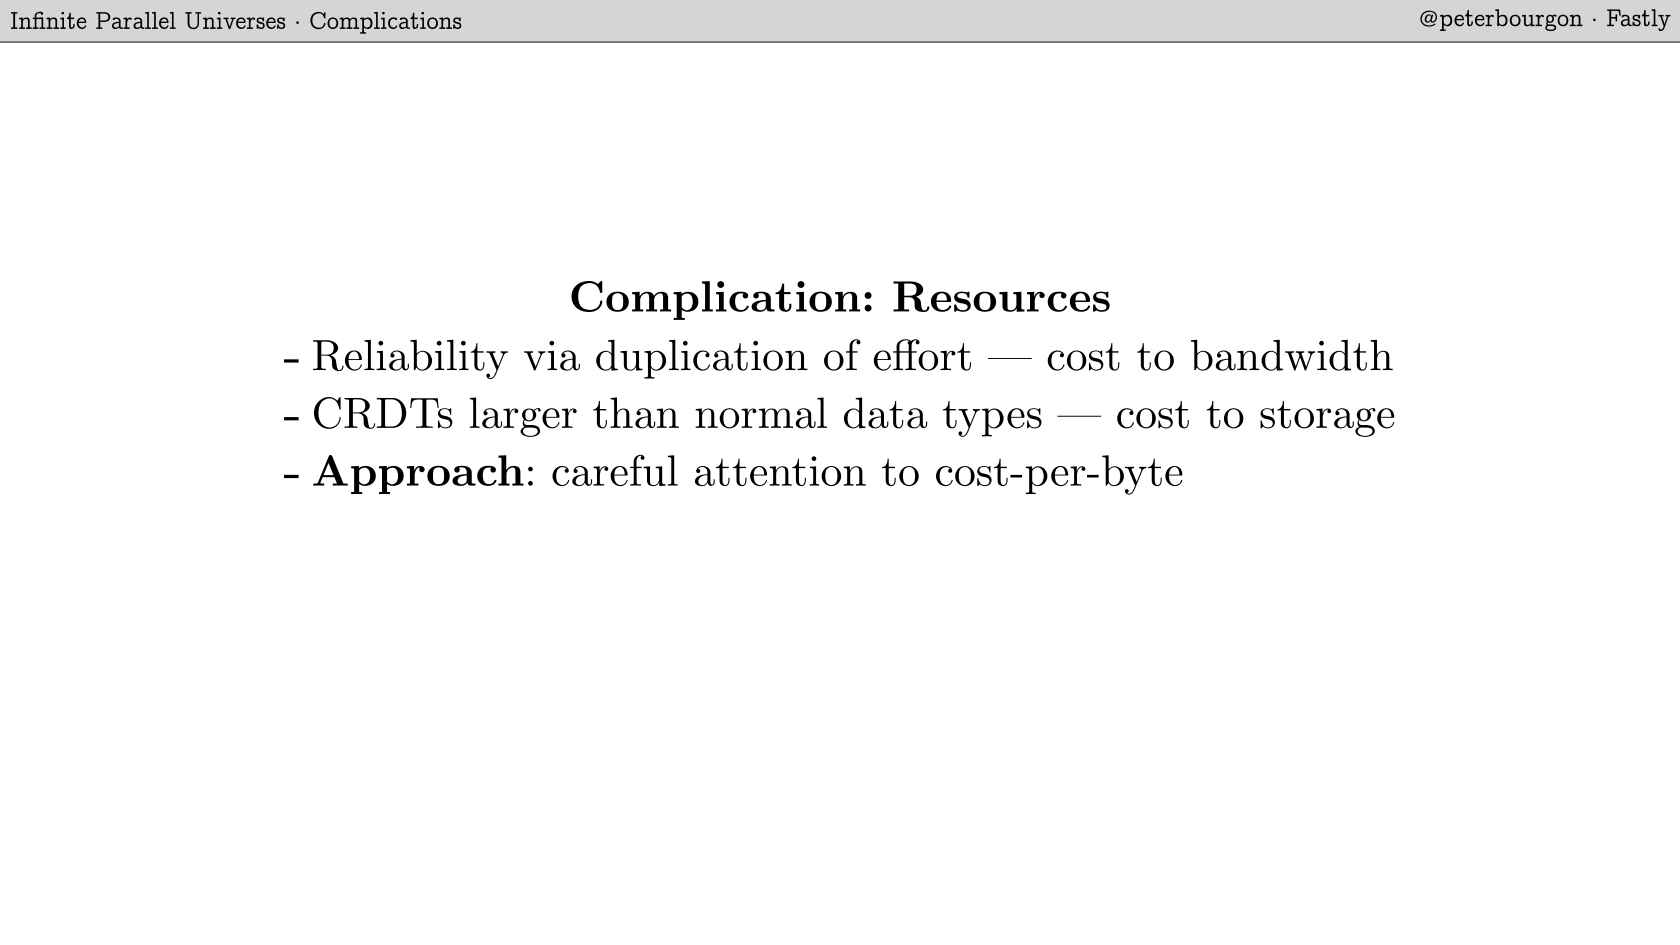 Infinite Parallel Universes · Complications
@peterbourgon · Fastly
Complication: Resources
- Reliability via duplication of effort — cost to bandwidth
- CRDTs larger than normal data types — cost to storage
- Approach: careful attention to cost-per-byte